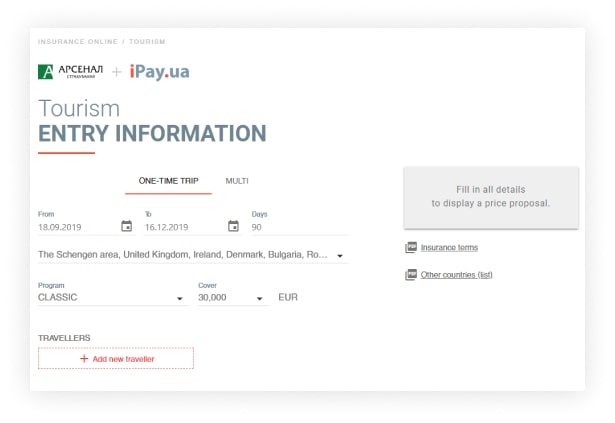 INSURANCE ONLINE / TOURISM
АРСЕНАЛ + iPay.ua
СТРАХУВАННЯ
Tourism
ENTRY INFORMATION
ONE-TIME TRIP MULTI
From To Days
18.09.2019 16.12.2019 90
The Schengen area, United Kingdom, Ireland, Denmark, Bulgaria, Ro...
Program Cover
CLASSIC 30,000 EUR
TRAVELLERS
+ Add new traveller
Fill in all details
to display a price proposal.
PDF Insurance terms
PDF Other countries (list)